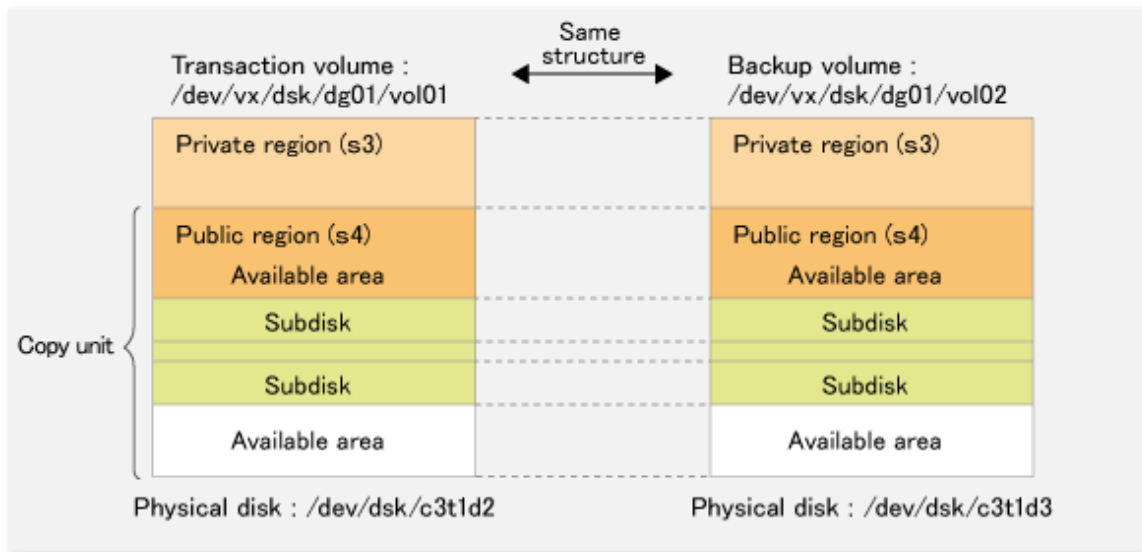 Same
structure
Transaction volume :
/dev/vx/dsk/dg01/vol01
Backup volume :
/dev/vx/dsk/dg01/vol02
Private region (s3)
Private region (s3)
Public region (s4)
Public region (s4)
Available area
Available area
Subdisk
Subdisk
Copy unit
Subdisk
Subdisk
Available area
Available area
Physical disk : /dev/dsk/c3t1d2
Physical disk : /dev/dsk/c3t1d3